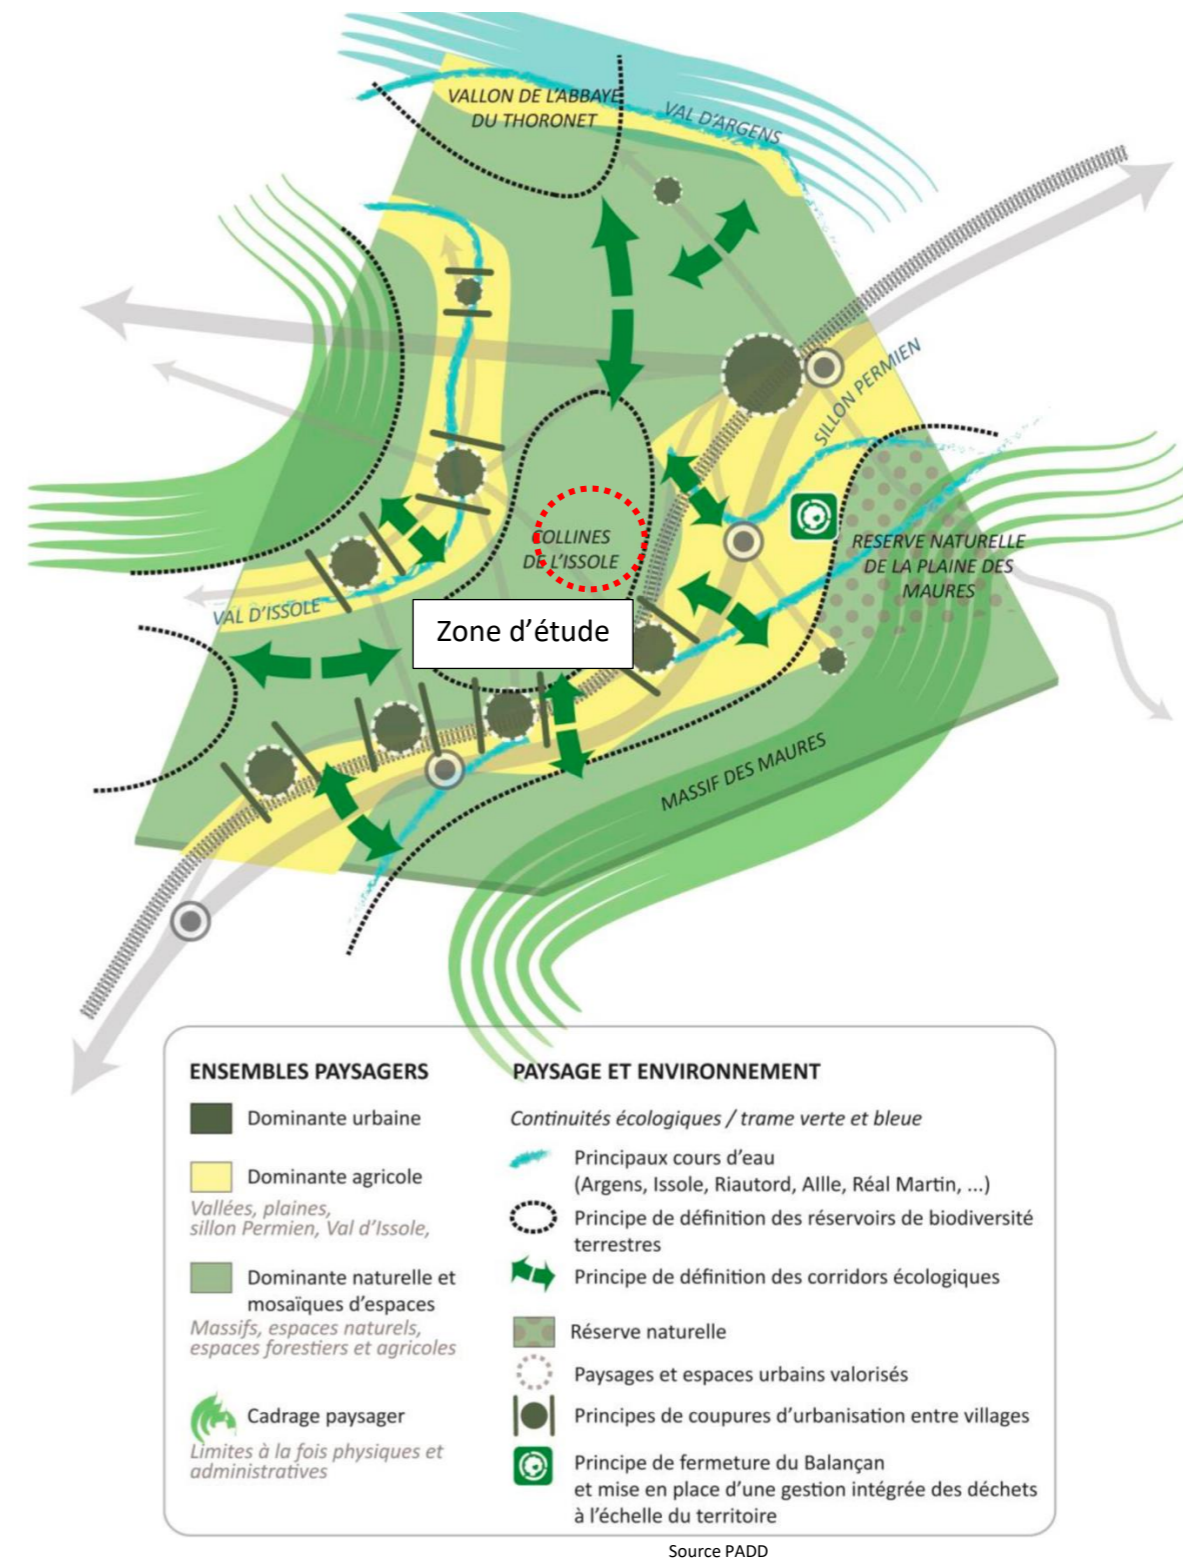 VALLON DE L'ABBAYE
DU THORONET
VAL D'ARGENS
SILLON PERMIEN
COLLINES
DE L'ISSOLE
RESERVE NATURELLE
DE LA PLAINE DES
MAURES
VAL D'ISSOLE
Zone d'étude
MASSIF DES MAURES
ENSEMBLES PAYSAGERS
Dominante urbaine
Dominante agricole
Vallées, plaines,
sillon Permien, Val d'Issole,
Dominante naturelle et
mosaïques d'espaces
Massifs, espaces naturels,
espaces forestiers et agricoles
Cadrage paysager
Limites à la fois physiques et
administratives
PAYSAGE ET ENVIRONNEMENT
Continuités écologiques / trame verte et bleue
Principaux cours d'eau
(Argens, Issole, Riautord, AIlle, Réal Martin, ...)
Principe de définition des réservoirs de biodiversité
terrestres
Principe de définition des corridors écologiques
Réserve naturelle
Paysages et espaces urbains valorisés
Principes de coupures d'urbanisation entre villages
Principe de fermeture du Balançan
et mise en place d'une gestion intégrée des déchets
à l'échelle du territoire
Source PADD